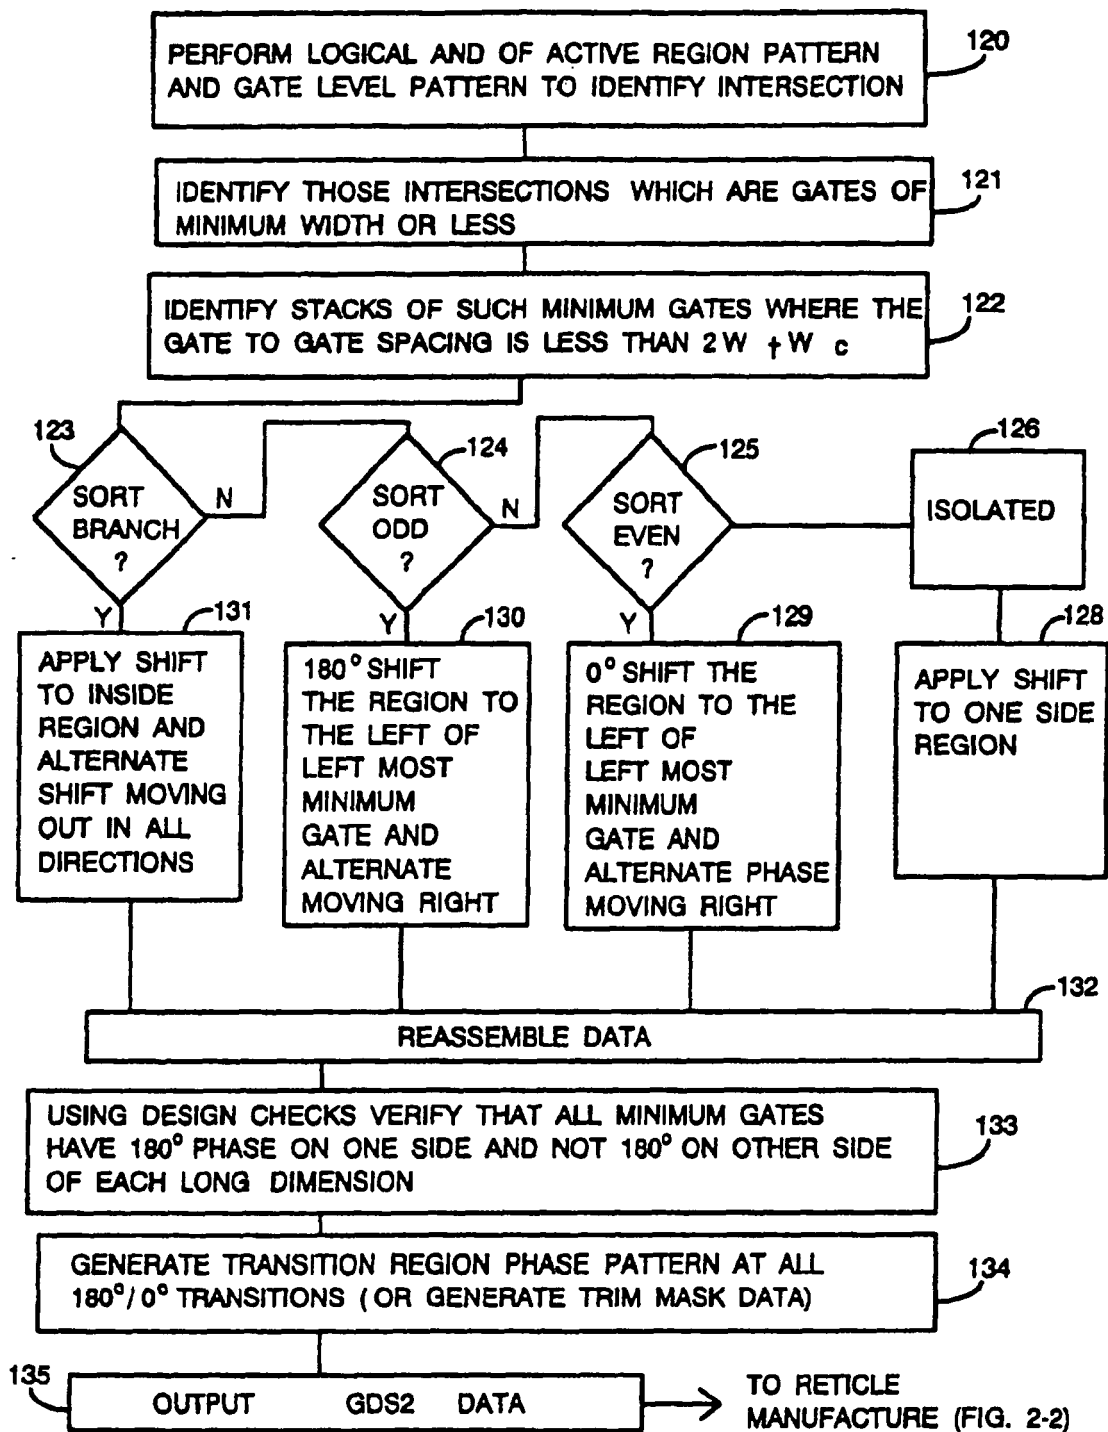 PERFORM LOGICAL AND OF ACTIVE REGION PATTERN
AND GATE LEVEL PATTERN TO IDENTIFY INTERSECTION
120
IDENTIFY THOSE INTERSECTIONS WHICH ARE GATES OF
MINIMUM WIDTH OR LESS
121
IDENTIFY STACKS OF SUCH MINIMUM GATES WHERE THE
GATE TO GATE SPACING IS LESS THAN 2W † W c
122
123
SORT
BRANCH
?
N
Y
124
SORT
ODD
?
N
Y
125
SORT
EVEN
?
Y
126
ISOLATED
131
APPLY SHIFT
TO INSIDE
REGION AND
ALTERNATE
SHIFT MOVING
OUT IN ALL
DIRECTIONS
130
180° SHIFT
THE REGION TO
THE LEFT OF
LEFT MOST
MINIMUM
GATE AND
ALTERNATE
MOVING RIGHT
129
0° SHIFT THE
REGION TO THE
LEFT OF
LEFT MOST
MINIMUM
GATE AND
ALTERNATE PHASE
MOVING RIGHT
128
APPLY SHIFT
TO ONE SIDE
REGION
132
REASSEMBLE DATA
USING DESIGN CHECKS VERIFY THAT ALL MINIMUM GATES
HAVE 180° PHASE ON ONE SIDE AND NOT 180° ON OTHER SIDE
OF EACH LONG DIMENSION
133
GENERATE TRANSITION REGION PHASE PATTERN AT ALL
180°/0° TRANSITIONS (OR GENERATE TRIM MASK DATA)
134
135
OUTPUT GDS2 DATA
TO RETICLE
MANUFACTURE (FIG. 2-2)